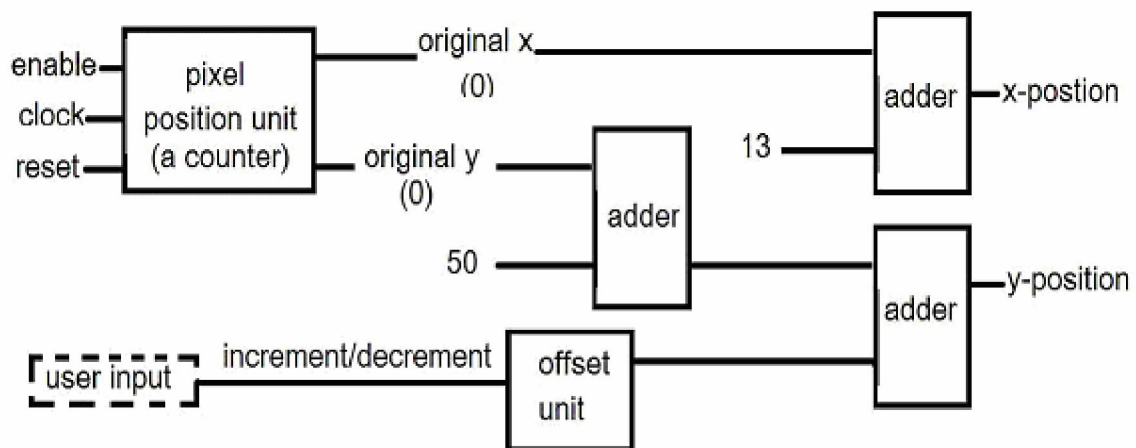 enable
clock
reset
pixel
position unit
(a counter)
original x
(0)
original y
(0)
13
50
adder
adder
x-postion
adder
y-position
user input
increment/decrement
offset
unit